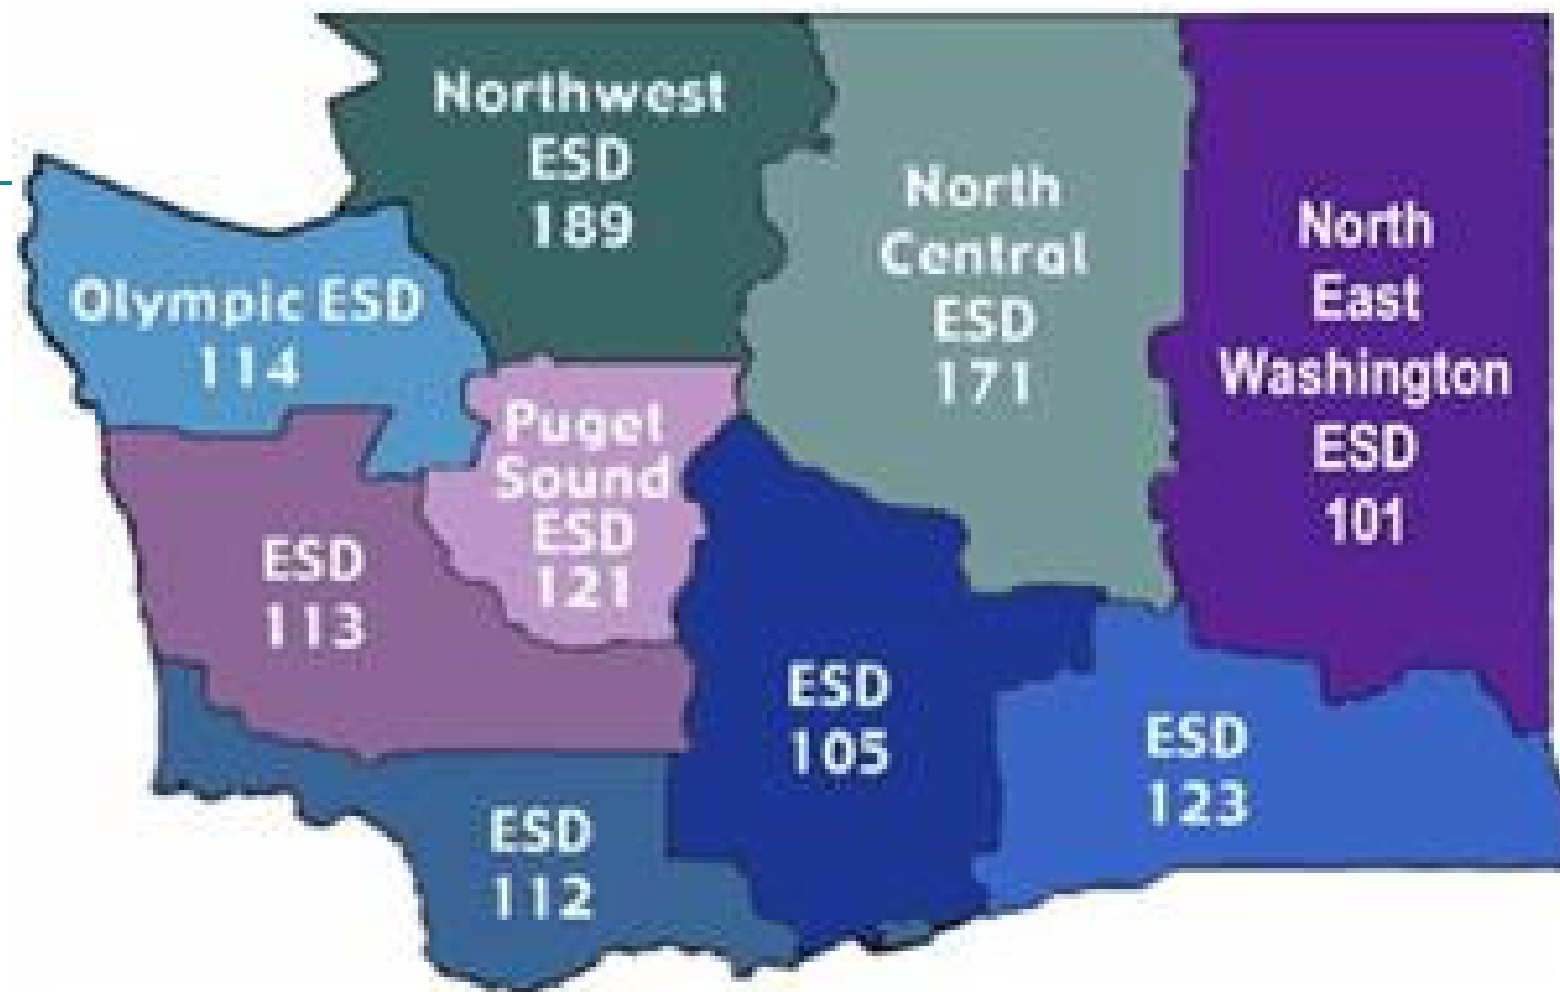 Northwest
ESD
189
North
Central
ESD
171
North
East
Washington
ESD
101
Olympic ESD
114
Puget
Sound
ESD
121
ESD
113
ESD
105
ESD
123
ESD
112